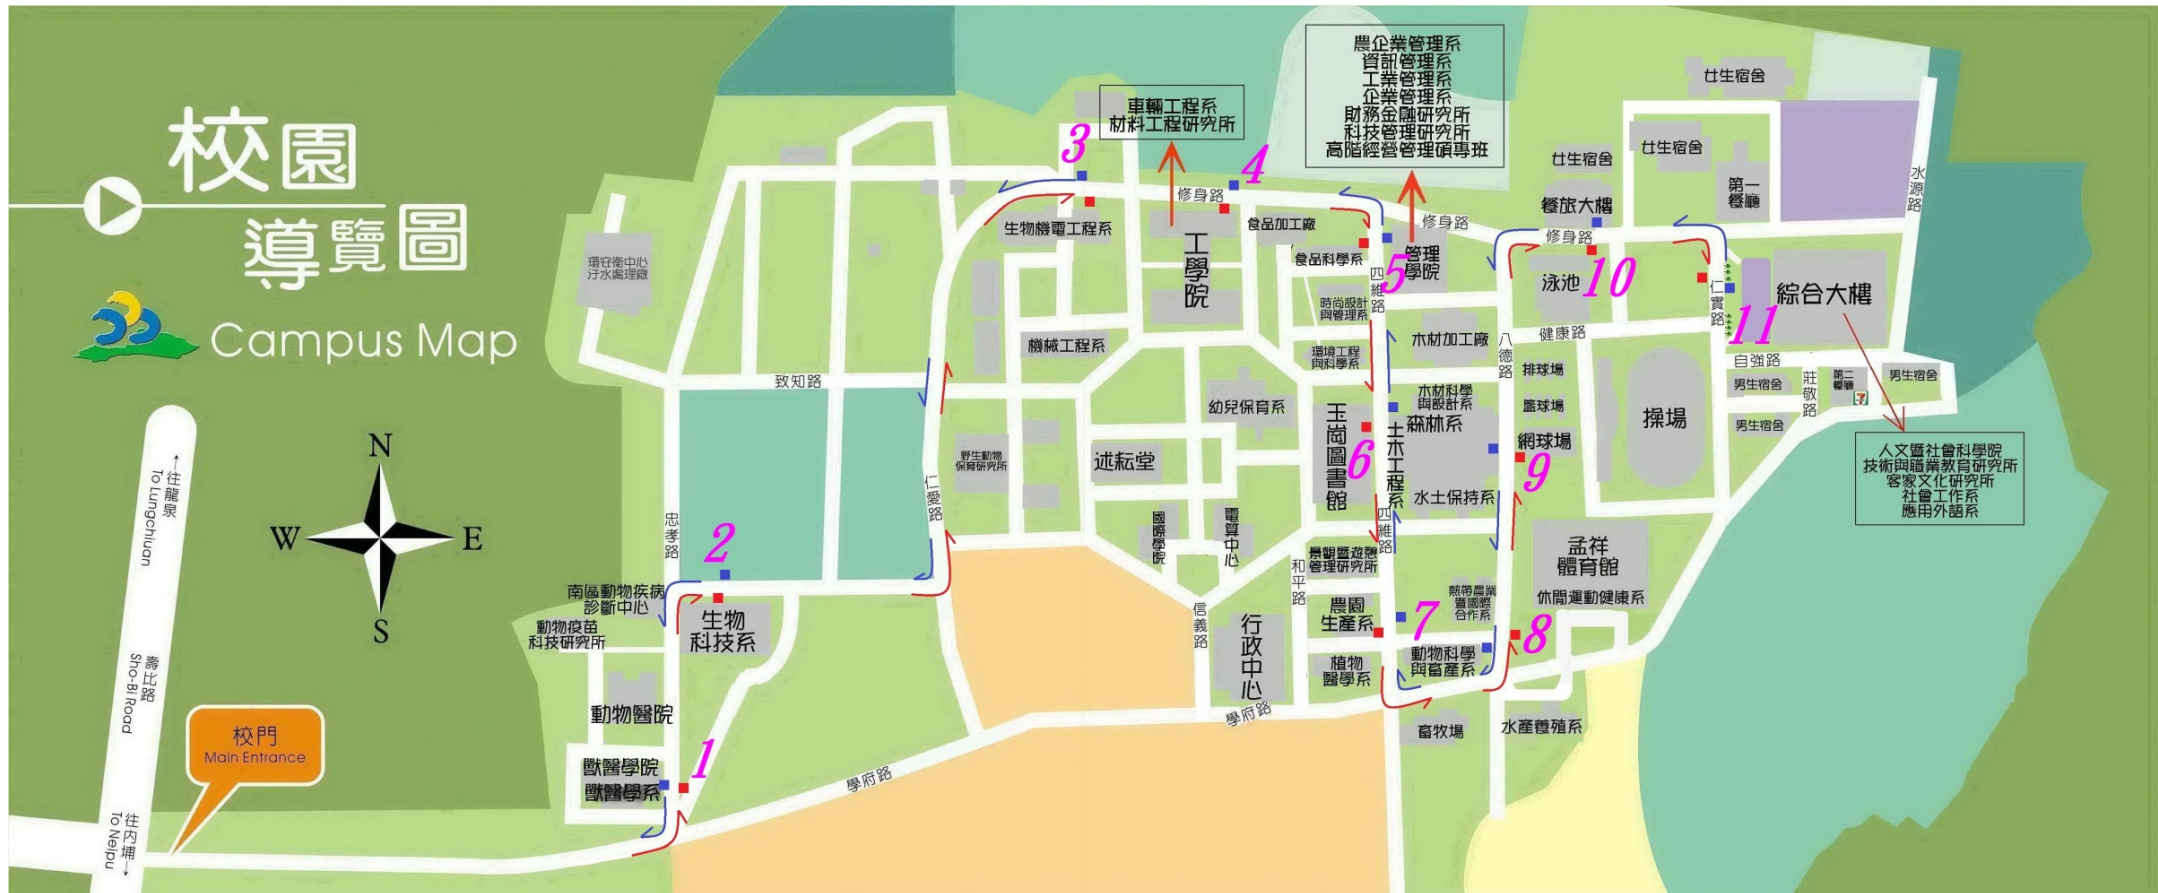 校園
導覽圖
Campus Map
N
W
E
S
←往龍泉
To Lungchuan
壽比路
Sho-Bi Road
往內埔→
To Neipu
校門
Main Entrance
環安衛中心
汙水處理廠
車輛工程系
材料工程研究所
農企業管理系
資訊管理系
工業管理系
企業管理系
財務金融研究所
科技管理研究所
高階經營管理碩專班
3
4
修身路
生物機電工程系
工學院
食品加工廠
食品科學系
四維路
5
管理
學院
修身路
女生宿舍
女生宿舍
女生宿舍
第一
餐廳
水源路
餐旅大樓
修身路
10
泳池
仁實路
11
綜合大樓
時尚設計
與管理系
機械工程系
環境工程
與科學系
木材加工廠
八德路
健康路
自強路
排球場
男生宿舍
莊敬路
第二
餐廳
7
男生宿舍
致知路
幼兒保育系
玉崗圖書館
6
土木工程系
木材科學
與設計系
森林系
籃球場
網球場
9
操場
男生宿舍
人文暨社會科學院
技術與職業教育研究所
客家文化研究所
社會工作系
應用外語系
仁愛路
野生動物
保育研究所
述耘堂
水土保持系
忠孝路
2
國際學院
電算中心
四維路
景觀暨遊憩
管理研究所
孟祥
體育館
休閒運動健康系
南區動物疾病
診斷中心
動物疫苗
科技研究所
生物
科技系
信義路
和平路
行政中心
農園
生產系
7
熱帶農業
暨國際
合作系
8
植物
醫學系
動物科學
與畜產系
動物醫院
學府路
畜牧場
水產養殖系
獸醫學院
獸醫學系
1
學府路